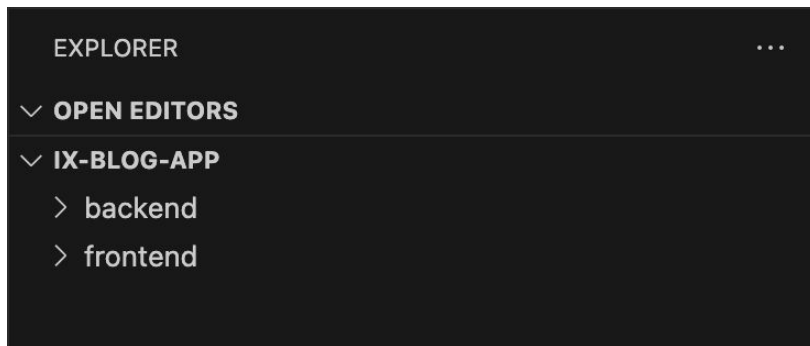 EXPLORER ...
OPEN EDITORS
IX-BLOG-APP
backend
frontend